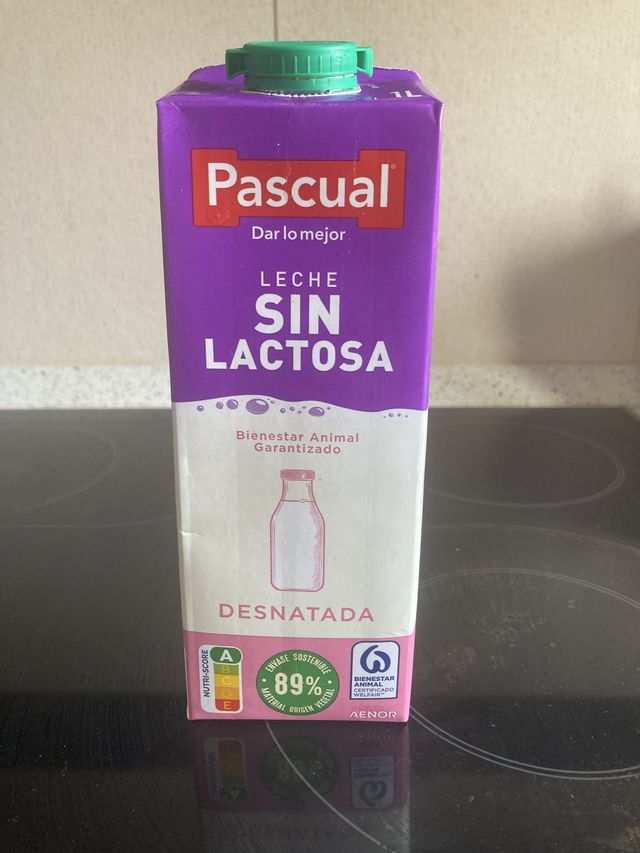 1L
Pascual
Dar lo mejor
LECHE
SIN
LACTOSA
Bienestar Animal
Garantizado
DESNATADA
NUTRI-SCORE
A
B
C
D
E
ENVASE SOSTENIBLE
89%
MATERIAL ORIGEN VEGETAL
BIENESTAR
ANIMAL
CERTIFICADO
WELFAIR™
AENOR